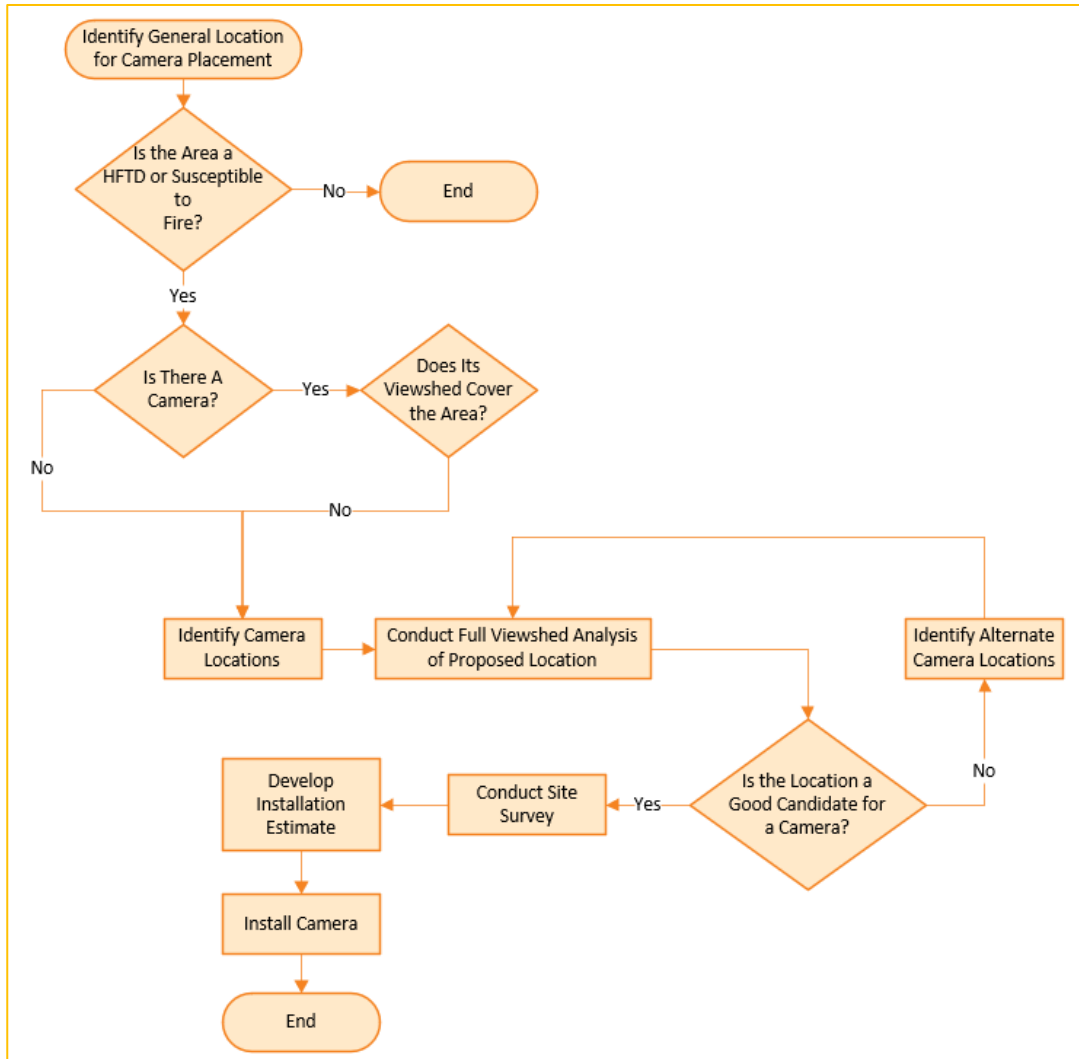 Identify General Location
for Camera Placement
Is the Area a
HFTD or Susceptible
to
Fire?
No
End
Yes
Is There A
Camera?
Yes
Does Its
Viewshed Cover
the Area?
No
No
Identify Camera
Locations
Conduct Full Viewshed Analysis
of Proposed Location
Identify Alternate
Camera Locations
Is the Location a
Good Candidate for
a Camera?
No
Yes
Conduct Site
Survey
Develop
Installation
Estimate
Install Camera
End